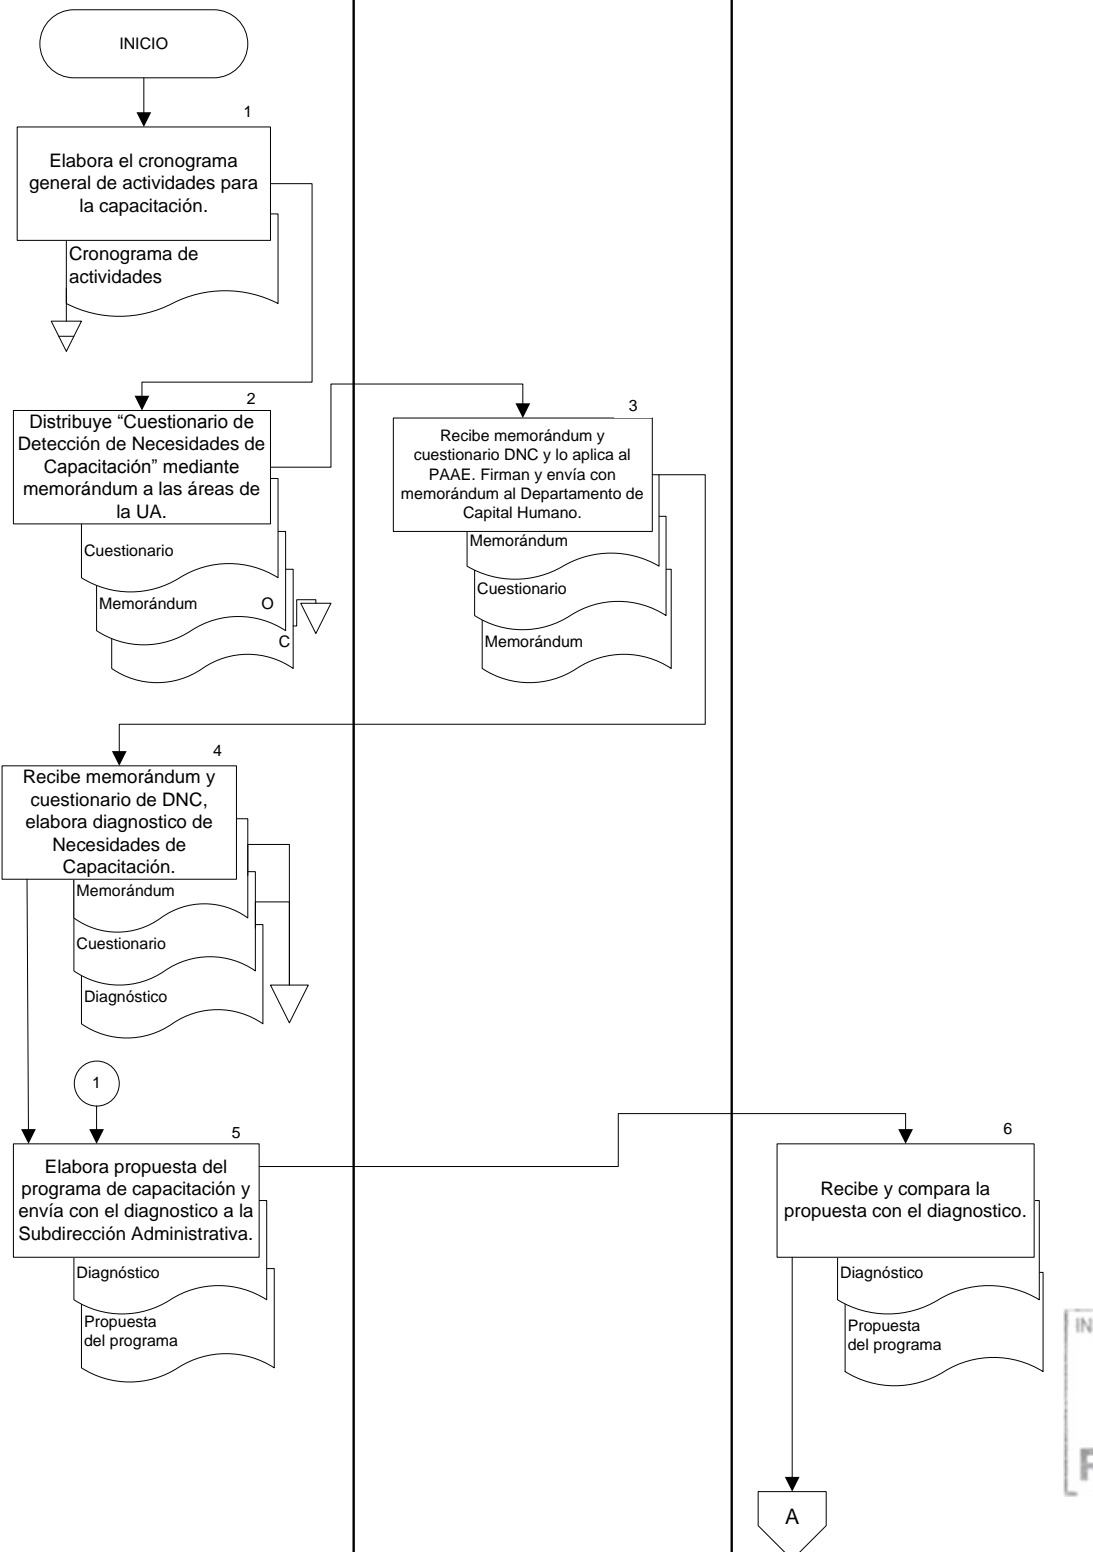 INICIO
1
Elabora el cronograma
general de actividades para
la capacitación.
Cronograma de
actividades
2
Distribuye “Cuestionario de
Detección de Necesidades de
Capacitación” mediante
memorándum a las áreas de
la UA.
Cuestionario
Memorándum O
C
3
Recibe memorándum y
cuestionario DNC y lo aplica al
PAAE. Firman y envía con
memorándum al Departamento de
Capital Humano.
Memorándum
Cuestionario
Memorándum
4
Recibe memorándum y
cuestionario de DNC,
elabora diagnostico de
Necesidades de
Capacitación.
Memorándum
Cuestionario
Diagnóstico
1
5
Elabora propuesta del
programa de capacitación y
envía con el diagnostico a la
Subdirección Administrativa.
Diagnóstico
Propuesta
del programa
6
Recibe y compara la
propuesta con el diagnostico.
Diagnóstico
Propuesta
del programa
A